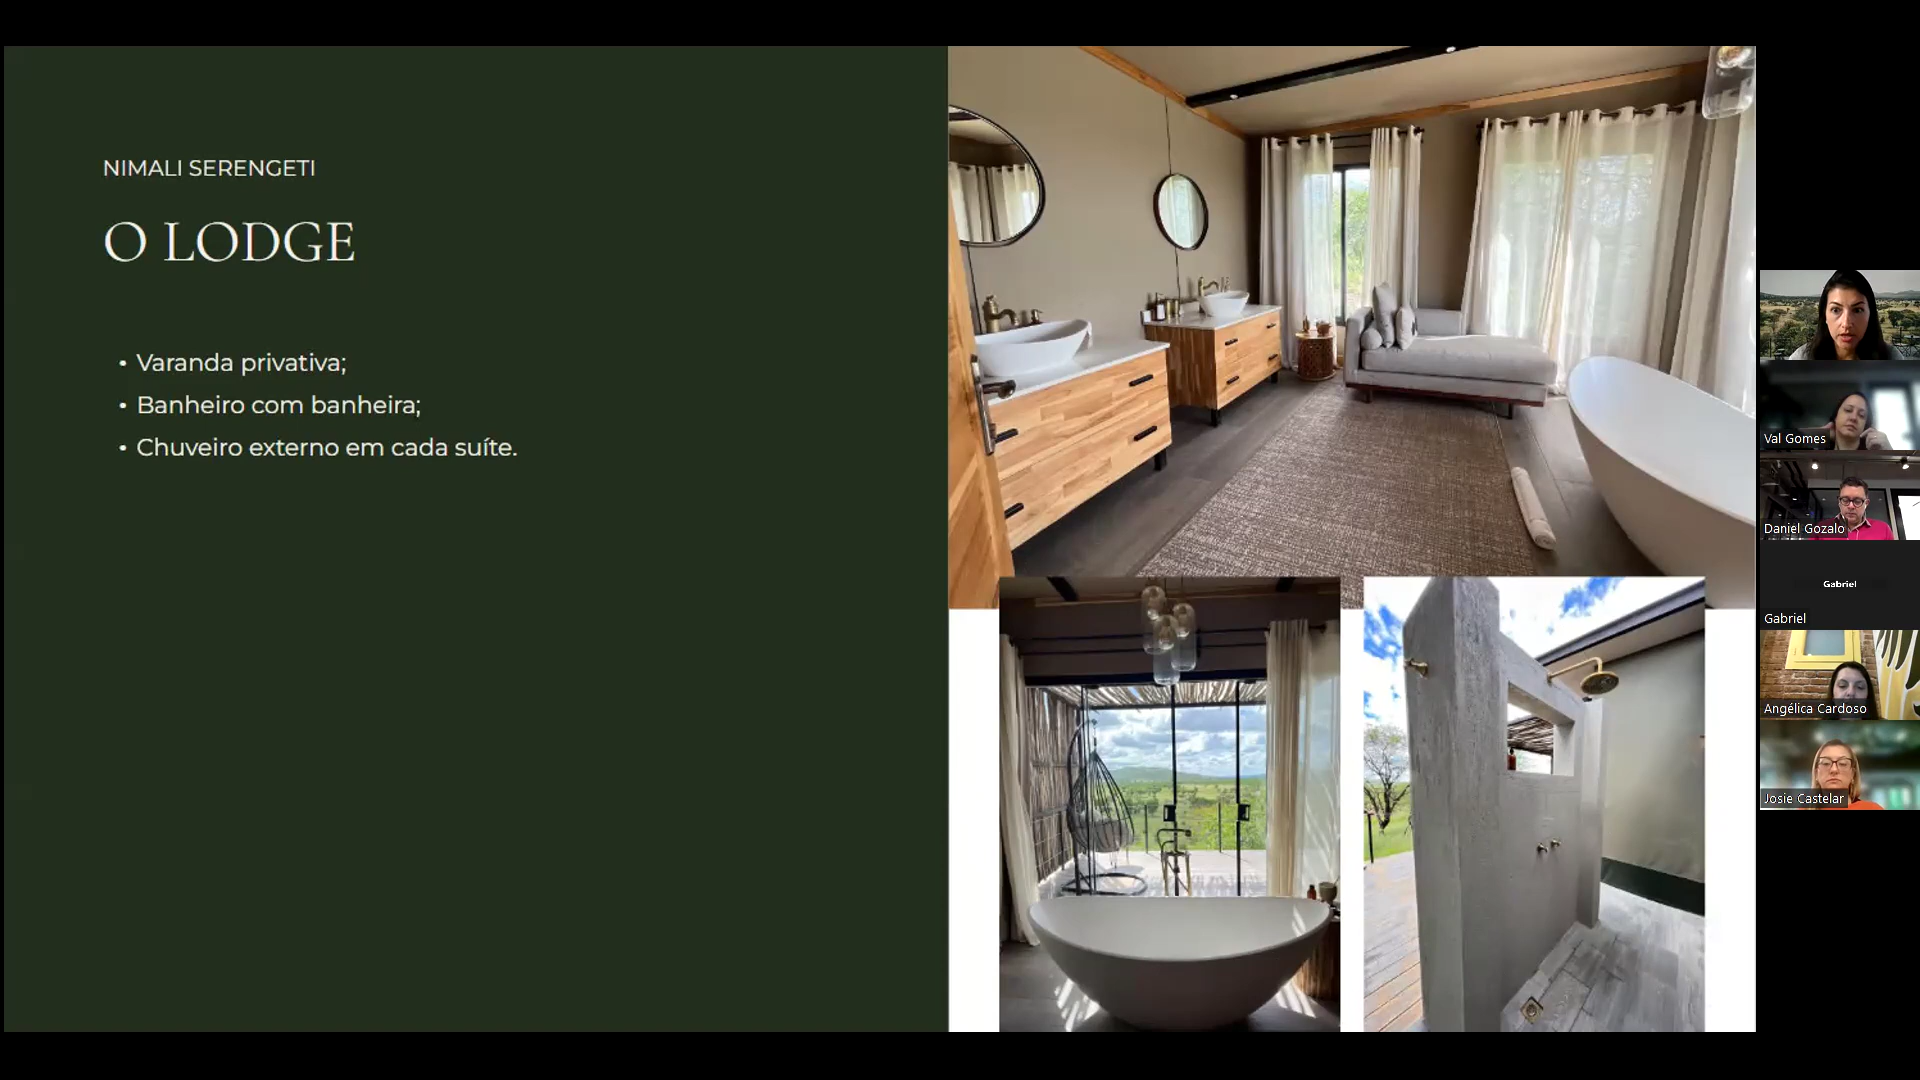 NIMALI SERENGETI
O LODGE
• Varanda privativa;
• Banheiro com banheira;
• Chuveiro externo em cada suíte.
Val Gomes
Daniel Gozalo
Gabriel
Gabriel
Angélica Cardoso
Josie Castelar